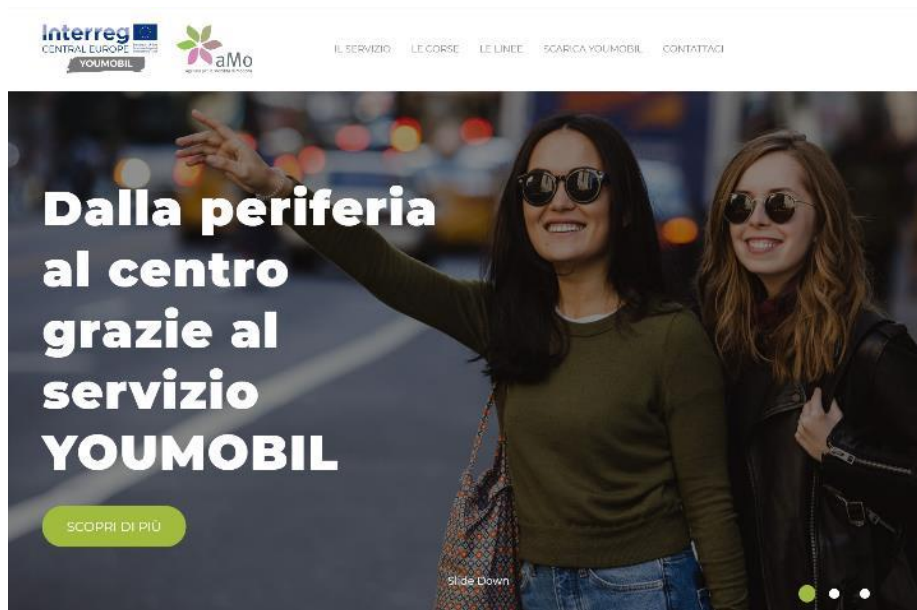 Interreg
CENTRAL EUROPE
YOUMOBIL
aMo
IL SERVIZIO LE CORSE LE LINEE SCARICA YOUMOBIL CONTATTACI
Dalla periferia
al centro
grazie al
servizio
YOUMOBIL
SCOPRI DI PIÙ
Slide Down